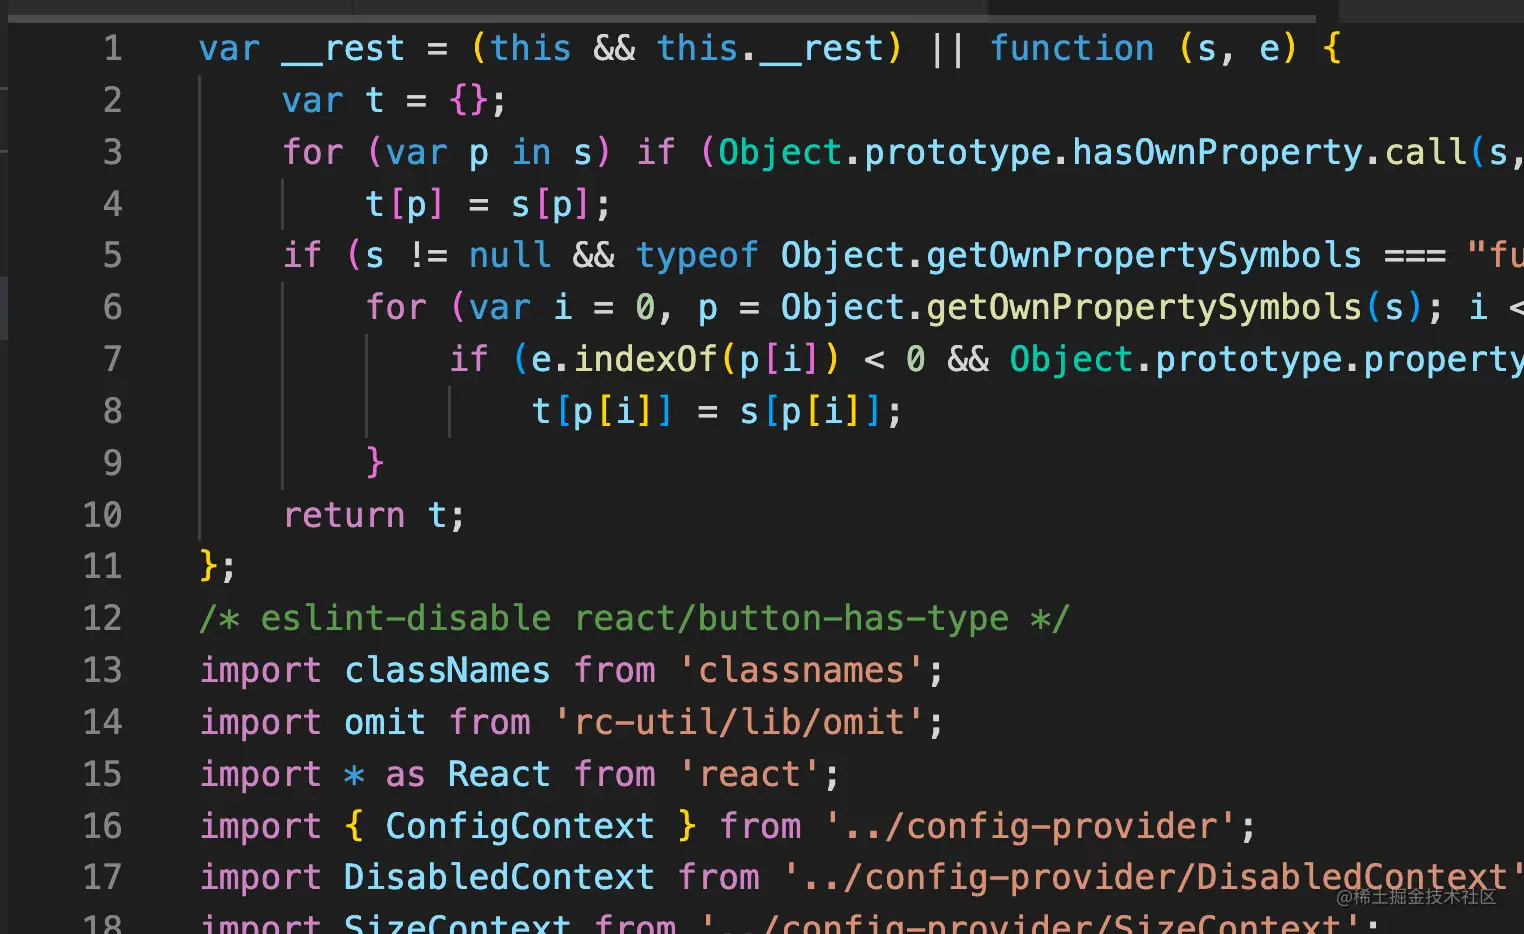 1 var __rest = (this && this.__rest) || function (s, e) {
2 var t = {};
3 for (var p in s) if (Object.prototype.hasOwnProperty.call(s,
4 t[p] = s[p];
5 if (s != null && typeof Object.getOwnPropertySymbols === "fu
6 for (var i = 0, p = Object.getOwnPropertySymbols(s); i <
7 if (e.indexOf(p[i]) < 0 && Object.prototype.property
8 t[p[i]] = s[p[i]];
9 }
10 return t;
11 };
12 /* eslint-disable react/button-has-type */
13 import classNames from 'classnames';
14 import omit from 'rc-util/lib/omit';
15 import * as React from 'react';
16 import { ConfigContext } from '../config-provider';
17 import DisabledContext from '../config-provider/DisabledContext'
18 import SizeContext from '../config-provider/SizeContext';
@稀土掘金技术社区